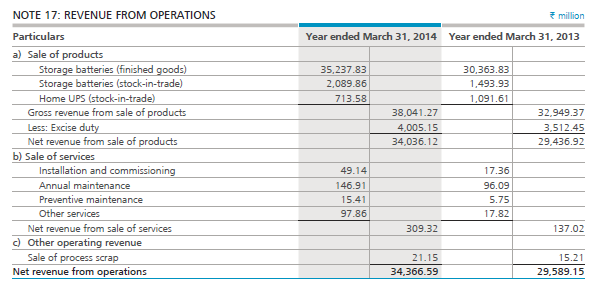 NOTE 17: REVENUE FROM OPERATIONS ₹ million
Particulars Year ended March 31, 2014 Year ended March 31, 2013
a) Sale of products
Storage batteries (finished goods) 35,237.83 30,363.83
Storage batteries (stock-in-trade) 2,089.86 1,493.93
Home UPS (stock-in-trade) 713.58 1,091.61
Gross revenue from sale of products 38,041.27 32,949.37
Less: Excise duty 4,005.15 3,512.45
Net revenue from sale of products 34,036.12 29,436.92
b) Sale of services
Installation and commissioning 49.14 17.36
Annual maintenance 146.91 96.09
Preventive maintenance 15.41 5.75
Other services 97.86 17.82
Net revenue from sale of services 309.32 137.02
c) Other operating revenue
Sale of process scrap 21.15 15.21
Net revenue from operations 34,366.59 29,589.15